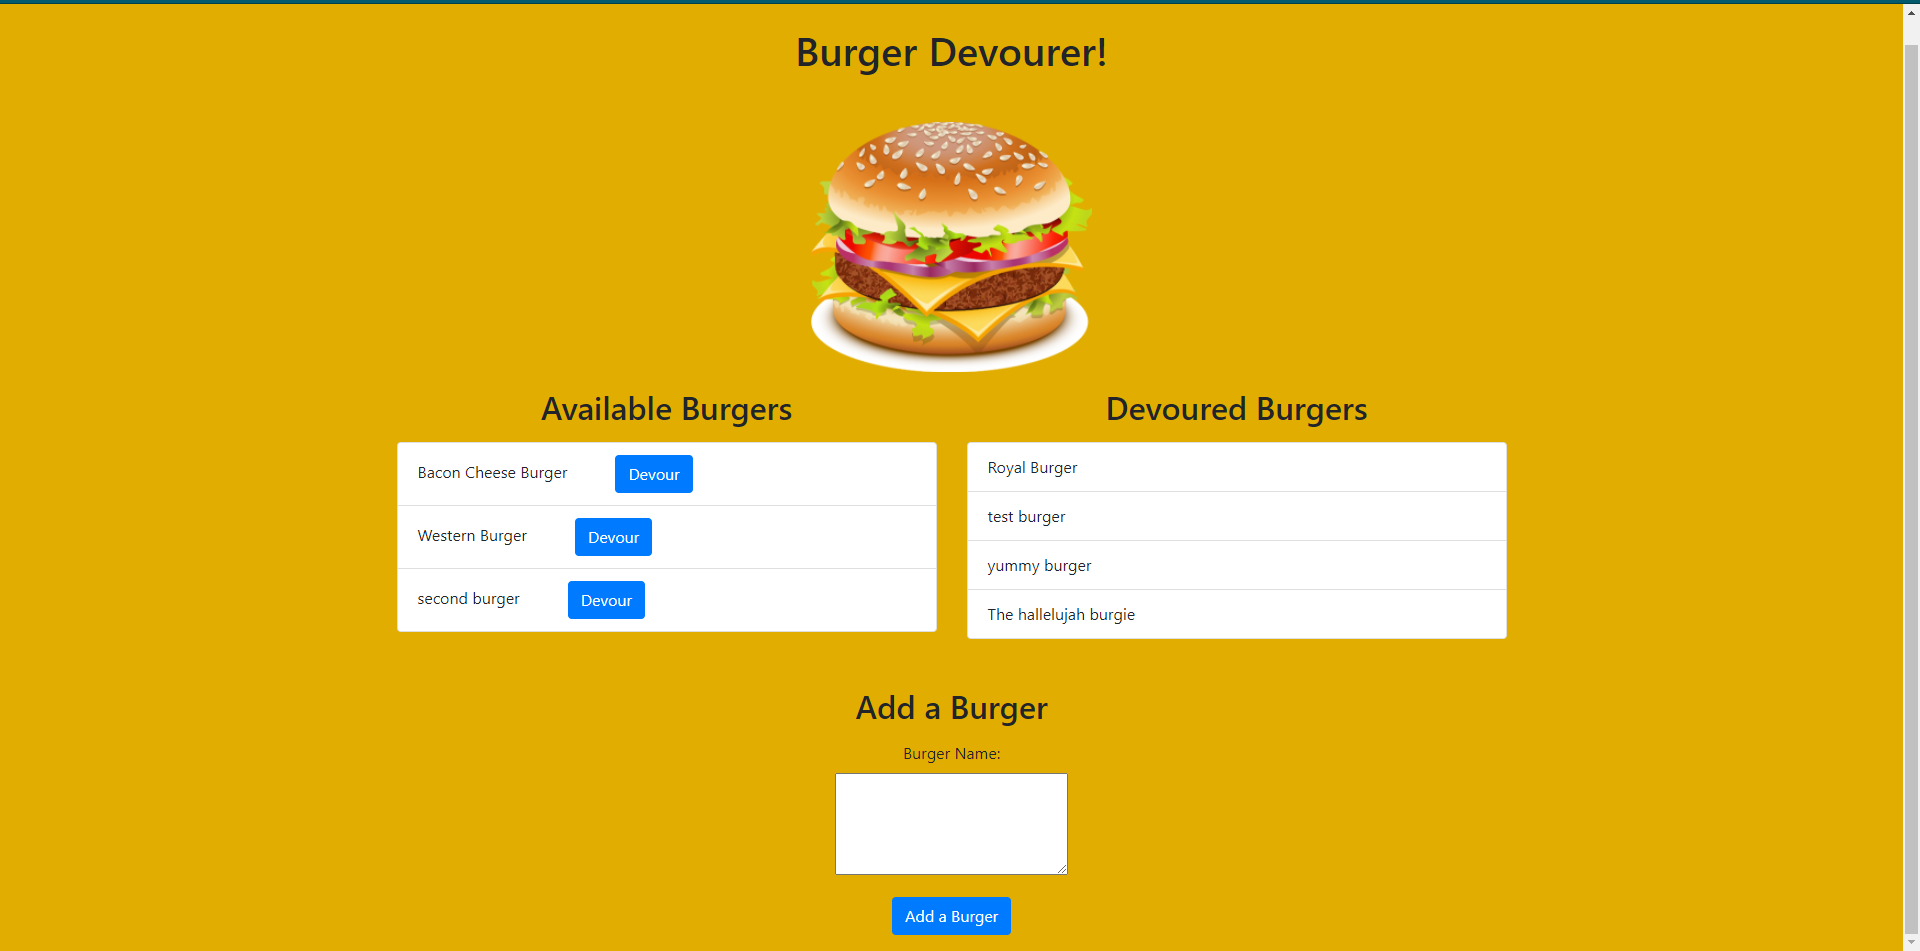 Burger Devourer!
Available Burgers
Bacon Cheese Burger Devour
Western Burger Devour
second burger Devour
Devoured Burgers
Royal Burger
test burger
yummy burger
The hallelujah burgie
Add a Burger
Burger Name:
Add a Burger